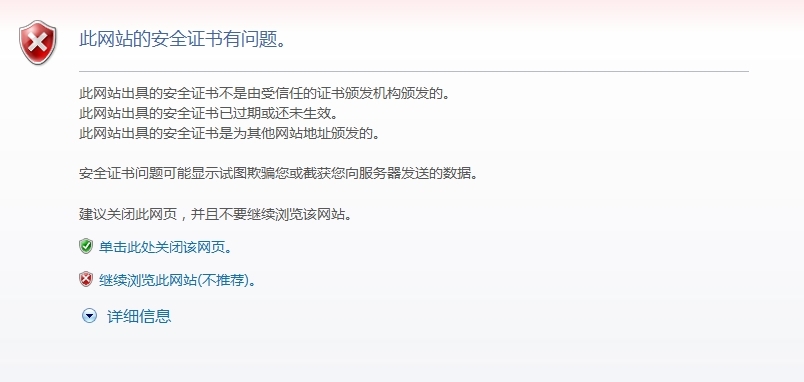 此网站的安全证书有问题。
此网站出具的安全证书不是由受信任的证书颁发机构颁发的。
此网站出具的安全证书已过期或还未生效。
此网站出具的安全证书是为其他网站地址颁发的。
安全证书问题可能显示试图欺骗您或截获您向服务器发送的数据。
建议关闭此网页，并且不要继续浏览该网站。
单击此处关闭该网页。
继续浏览此网站(不推荐)。
详细信息